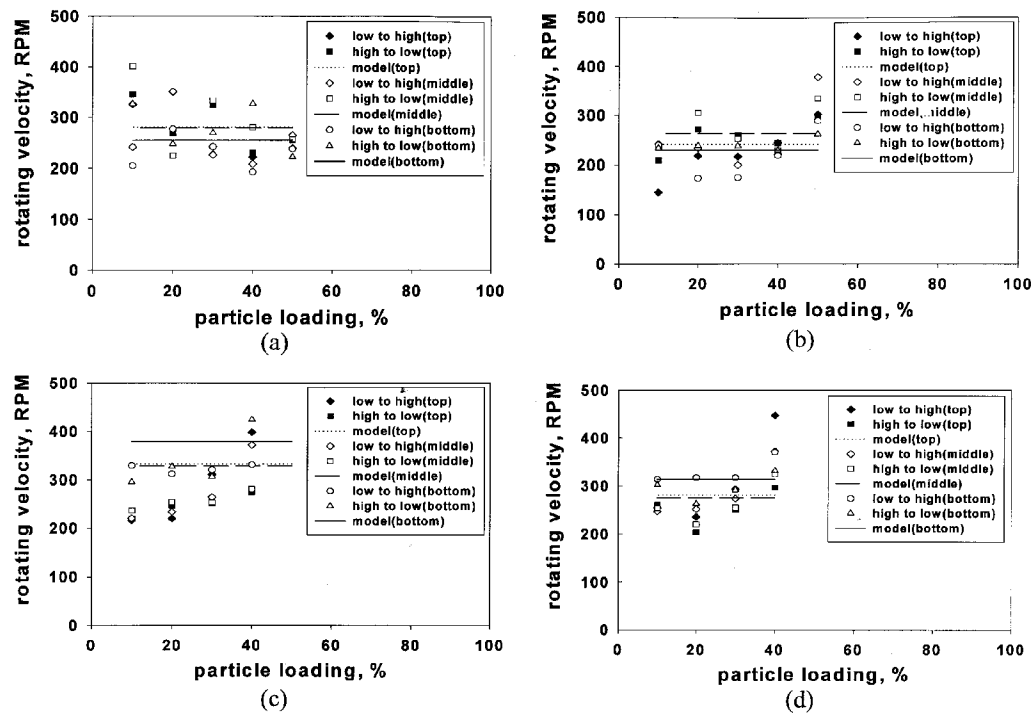 rotating velocity, RPM
500
400
300
200
100
0
0 20 40 60 80 100
particle loading, %
low to high(top)
high to low(top)
model(top)
low to high(middle)
high to low(middle)
model(middle)
low to high(bottom)
high to low(bottom)
model(bottom)
(a)
rotating velocity, RPM
500
400
300
200
100
0
0 20 40 60 80 100
particle loading, %
low to high(top)
high to low(top)
model(top)
low to high(middle)
high to low(middle)
model(middle)
low to high(bottom)
high to low(bottom)
model(bottom)
(b)
rotating velocity, RPM
500
400
300
200
100
0
0 20 40 60 80 100
particle loading, %
low to high(top)
high to low(top)
model(top)
low to high(middle)
high to low(middle)
model(middle)
low to high(bottom)
high to low(bottom)
model(bottom)
(c)
rotating velocity, RPM
500
400
300
200
100
0
0 20 40 60 80 100
particle loading, %
low to high(top)
high to low(top)
model(top)
low to high(middle)
high to low(middle)
model(middle)
low to high(bottom)
high to low(bottom)
model(bottom)
(d)